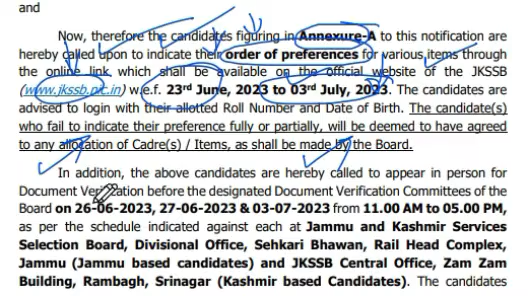 and
Now, therefore the candidates figuring in Annexure-A to this notification are
hereby called upon to indicate their order of preferences for various items through
the online link which shall be available on the official website of the JKSSB
(www.jkssb.nic.in) w.e.f. 23rd June, 2023 to 03rd July, 2023. The candidates are
advised to login with their allotted Roll Number and Date of Birth. The candidate(s)
who fail to indicate their preference fully or partially, will be deemed to have agreed
to any allocation of Cadre(s) / Items, as shall be made by the Board.
In addition, the above candidates are hereby called to appear in person for
Document Verification before the designated Document Verification Committees of the
Board on 26-06-2023, 27-06-2023 & 03-07-2023 from 11.00 AM to 05.00 PM,
as per the schedule indicated against each at Jammu and Kashmir Services
Selection Board, Divisional Office, Sehkari Bhawan, Rail Head Complex,
Jammu (Jammu based candidates) and JKSSB Central Office, Zam Zam
Building, Rambagh, Srinagar (Kashmir based Candidates). The candidates